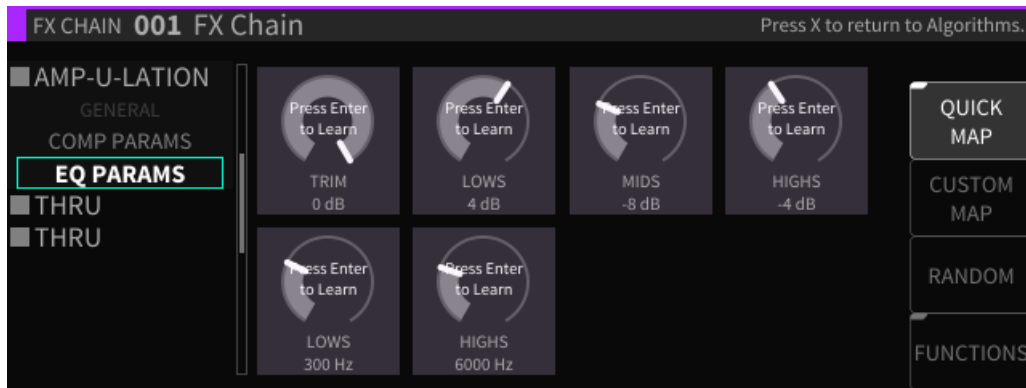 FX CHAIN 001 FX Chain
Press X to return to Algorithms.
AMP-U-LATION
GENERAL
COMP PARAMS
EQ PARAMS
THRU
THRU
Press Enter
to Learn
TRIM
0 dB
Press Enter
to Learn
LOWS
4 dB
Press Enter
to Learn
MIDS
-8 dB
Press Enter
to Learn
HIGHS
-4 dB
Press Enter
to Learn
LOWS
300 Hz
Press Enter
to Learn
HIGHS
6000 Hz
QUICK
MAP
CUSTOM
MAP
RANDOM
FUNCTIONS